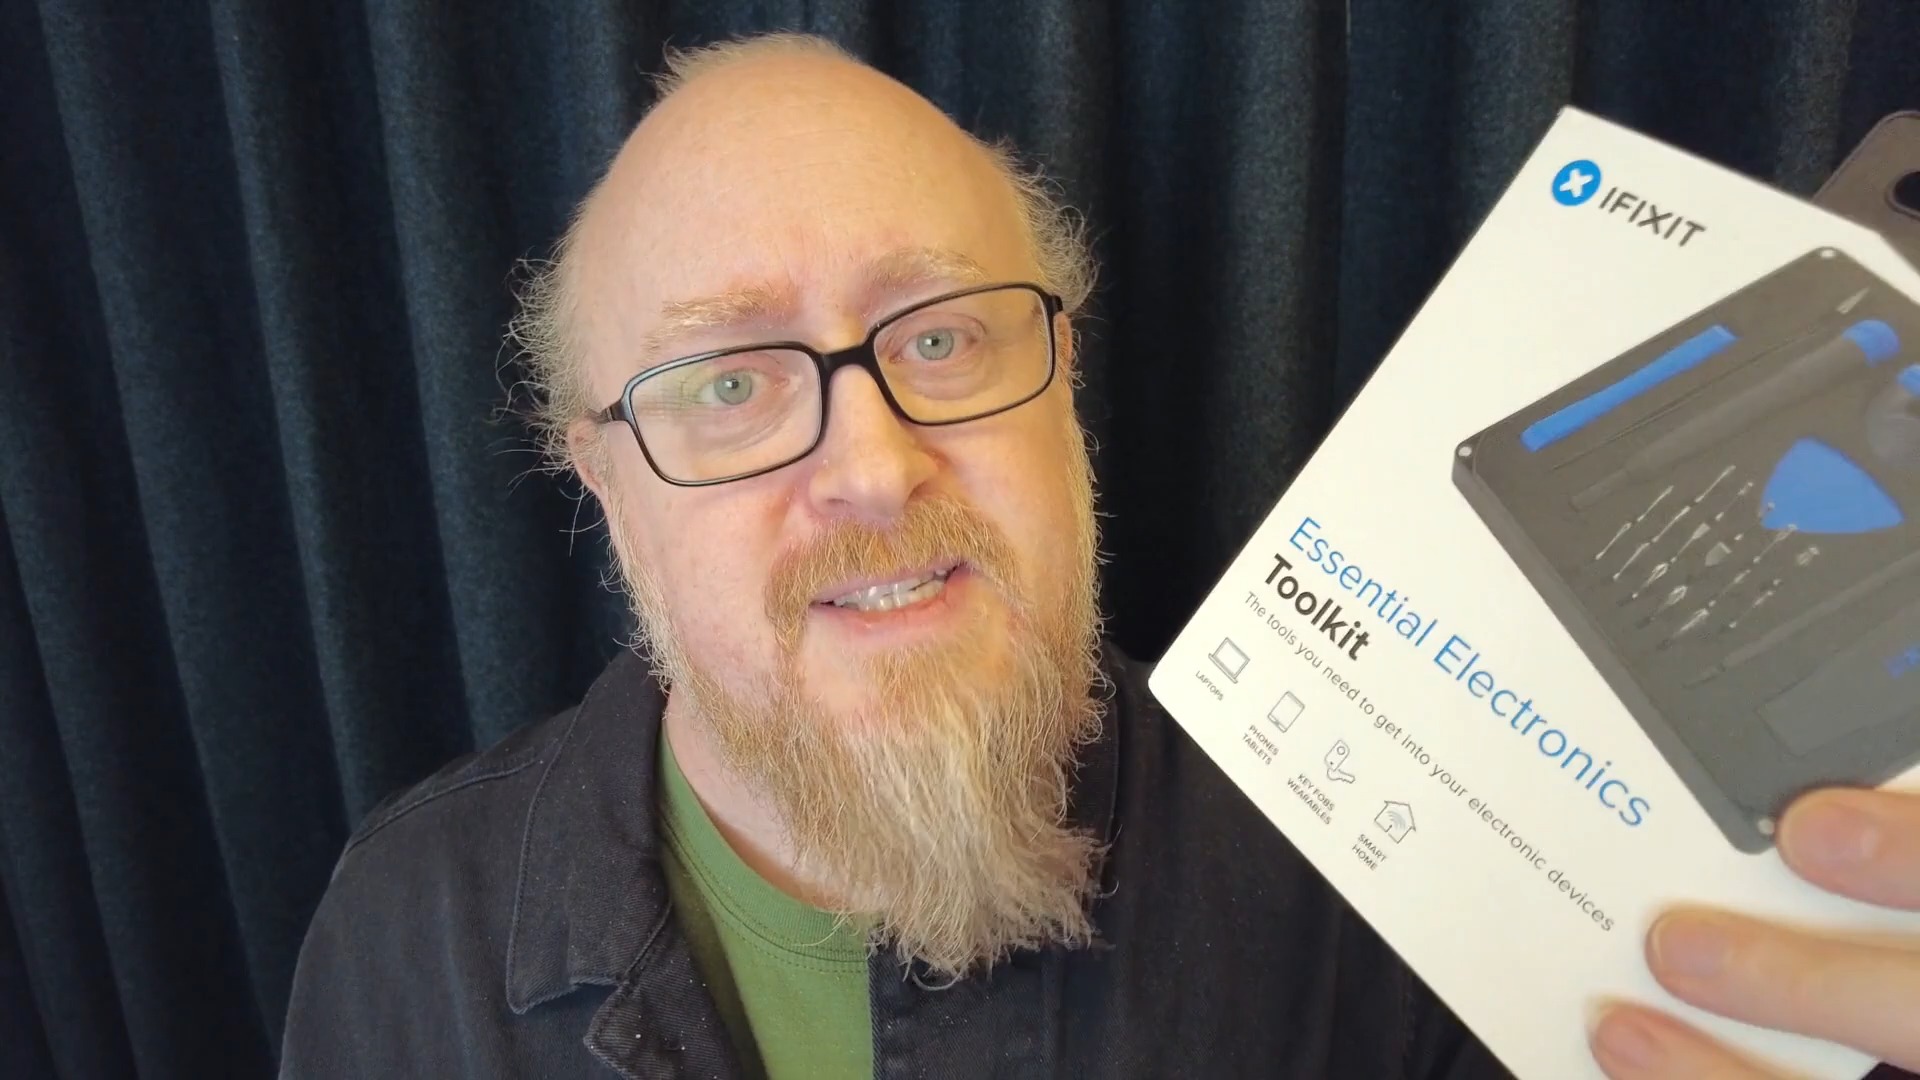 IFIXIT
Essential Electronics
Toolkit
The tools you need to get into your electronic devices
LAPTOPS
PHONES
TABLETS
KEY FOBS
WEARABLES
SMART
HOME